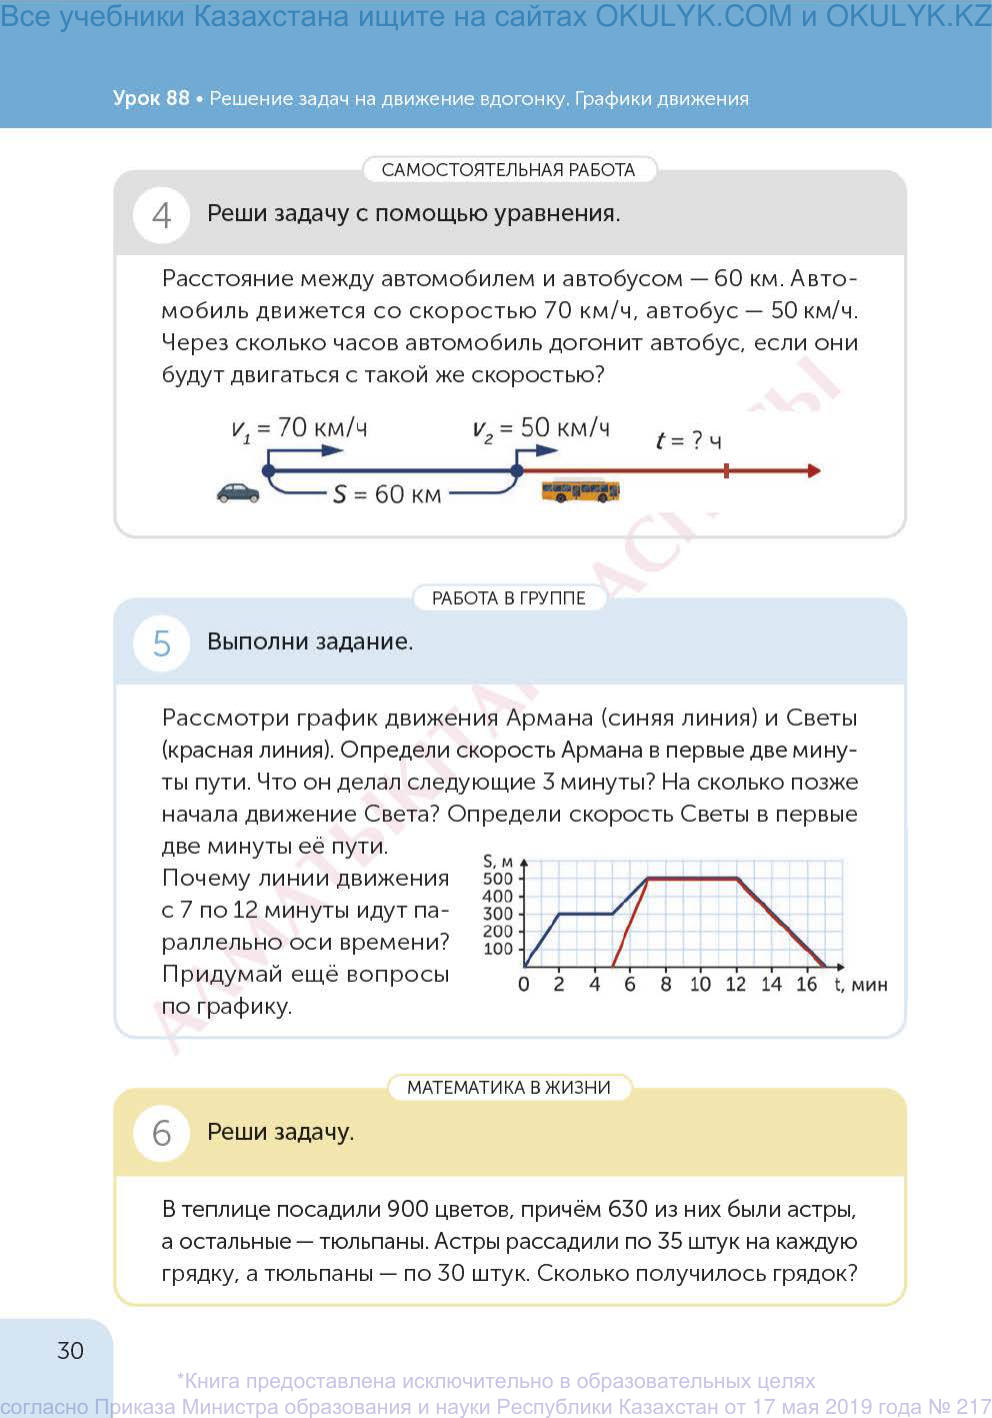 Все учебники Казахстана ищите на сайтах OKULYK.COM и OKULYK.KZ
Урок 88 • Решение задач на движение вдогонку. Графики движения
САМОСТОЯТЕЛЬНАЯ РАБОТА
4 Реши задачу с помощью уравнения.
Расстояние между автомобилем и автобусом — 60 км. Авто-
мобиль движется со скоростью 70 км/ч, автобус — 50 км/ч.
Через сколько часов автомобиль догонит автобус, если они
будут двигаться с такой же скоростью?
v₁ = 70 км/ч v₂ = 50 км/ч t = ? ч
S = 60 км
РАБОТА В ГРУППЕ
5 Выполни задание.
Рассмотри график движения Армана (синяя линия) и Светы
(красная линия). Определи скорость Армана в первые две мину-
ты пути. Что он делал следующие 3 минуты? На сколько позже
начала движение Света? Определи скорость Светы в первые
две минуты её пути.
Почему линии движения
с 7 по 12 минуты идут па-
раллельно оси времени?
Придумай ещё вопросы
по графику.
S, м
500
400
300
200
100
0 2 4 6 8 10 12 14 16 t, мин
МАТЕМАТИКА В ЖИЗНИ
6 Реши задачу.
В теплице посадили 900 цветов, причём 630 из них были астры,
а остальные — тюльпаны. Астры рассадили по 35 штук на каждую
грядку, а тюльпаны — по 30 штук. Сколько получилось грядок?
30
*Книга предоставлена исключительно в образовательных целях
согласно Приказа Министра образования и науки Республики Казахстан от 17 мая 2019 года № 217